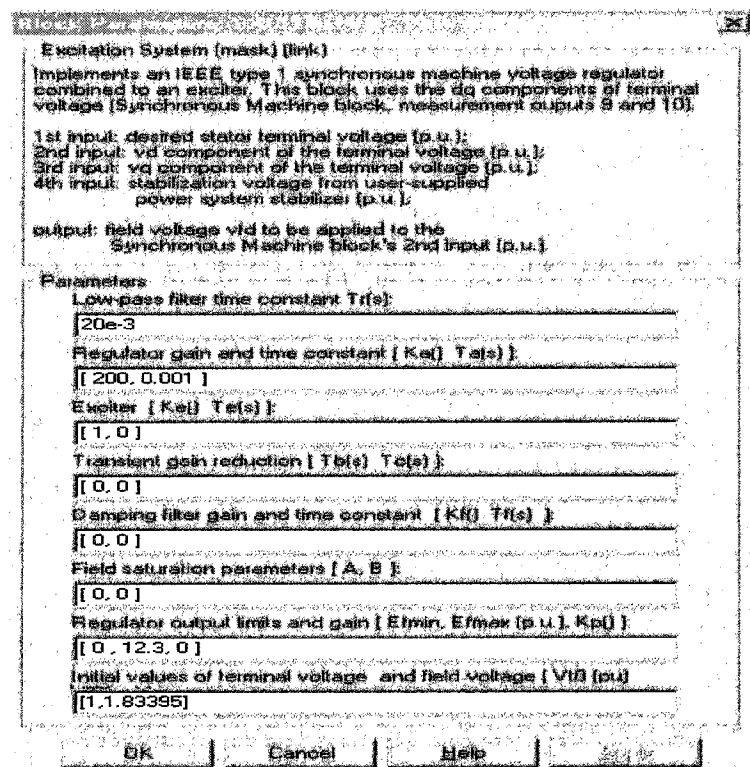 Block Parameters:
Excitation System (mask) (link)
Implements an IEEE type 1 synchronous machine voltage regulator
combined to an exciter. This block uses the dq components of terminal
voltage (Synchronous Machine block, measurement ouputs 9 and 10).
1st input: desired stator terminal voltage (p.u.);
2nd input: vd component of the terminal voltage (p.u.);
3rd input: vq component of the terminal voltage (p.u.);
4th input: stabilization voltage from user-supplied
power system stabilizer (p.u.);
output: field voltage vfd to be applied to the
Synchronous Machine block's 2nd input (p.u.).
Parameters
Low-pass filter time constant Tr(s):
20e-3
Regulator gain and time constant [ Ka() Ta(s) ]:
[ 200, 0.001 ]
Exciter [ Ke() Te(s) ]:
[ 1, 0 ]
Transient gain reduction [ Tb(s) Tc(s) ]:
[ 0, 0 ]
Damping filter gain and time constant [ Kf() Tf(s) ]:
[ 0, 0 ]
Field saturation parameters [ A, B ]:
[ 0, 0 ]
Regulator output limits and gain [ Efmin, Efmax (p.u.), Kp() ]:
[ 0 , 12.3, 0 ]
Initial values of terminal voltage and field voltage [ Vt0 (pu)
[1,1.83395]
OK Cancel Help